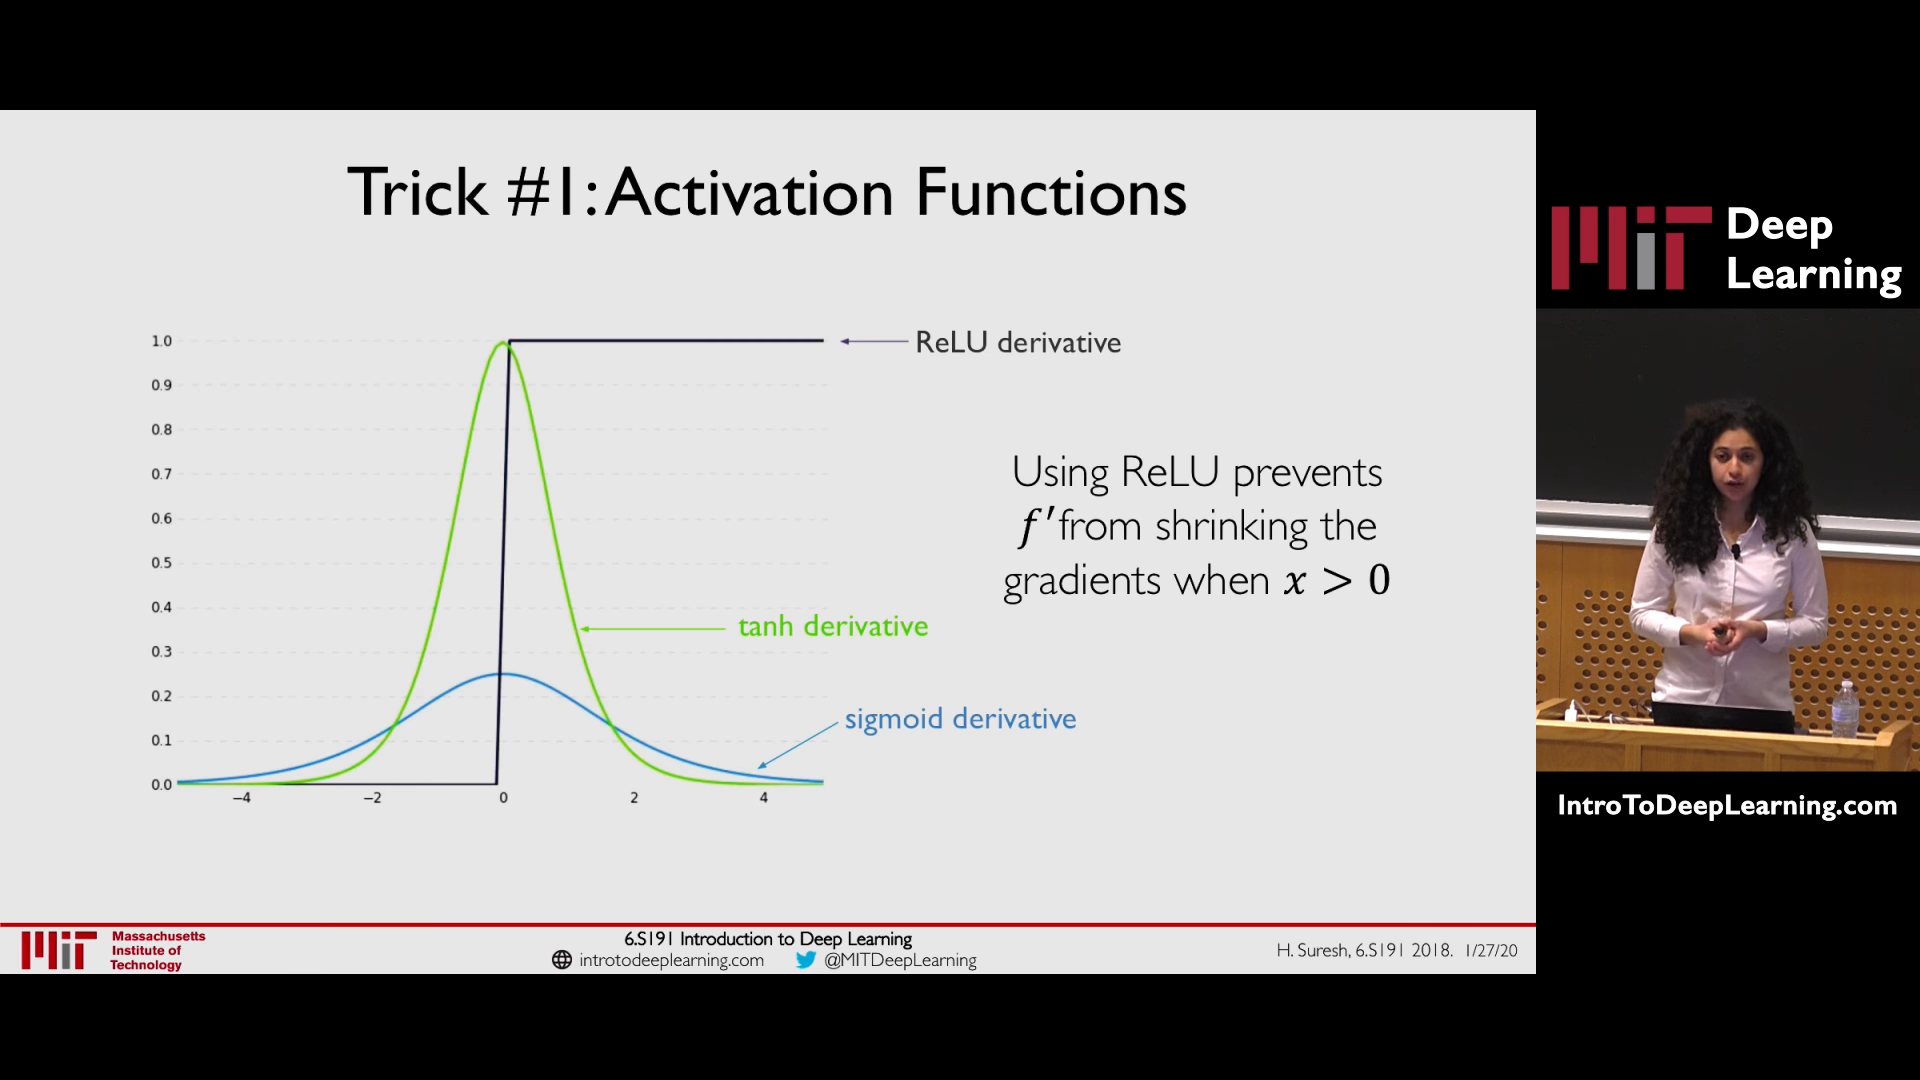 Trick #1: Activation Functions
1.0
0.9
0.8
0.7
0.6
0.5
0.4
0.3
0.2
0.1
0.0
−4 −2 0 2 4
ReLU derivative
tanh derivative
sigmoid derivative
Using ReLU prevents
f′ from shrinking the
gradients when x > 0
MIT Massachusetts
Institute of
Technology
6.S191 Introduction to Deep Learning
introtodeeplearning.com @MITDeepLearning
H. Suresh, 6.S191 2018. 1/27/20
MIT Deep
Learning
IntroToDeepLearning.com